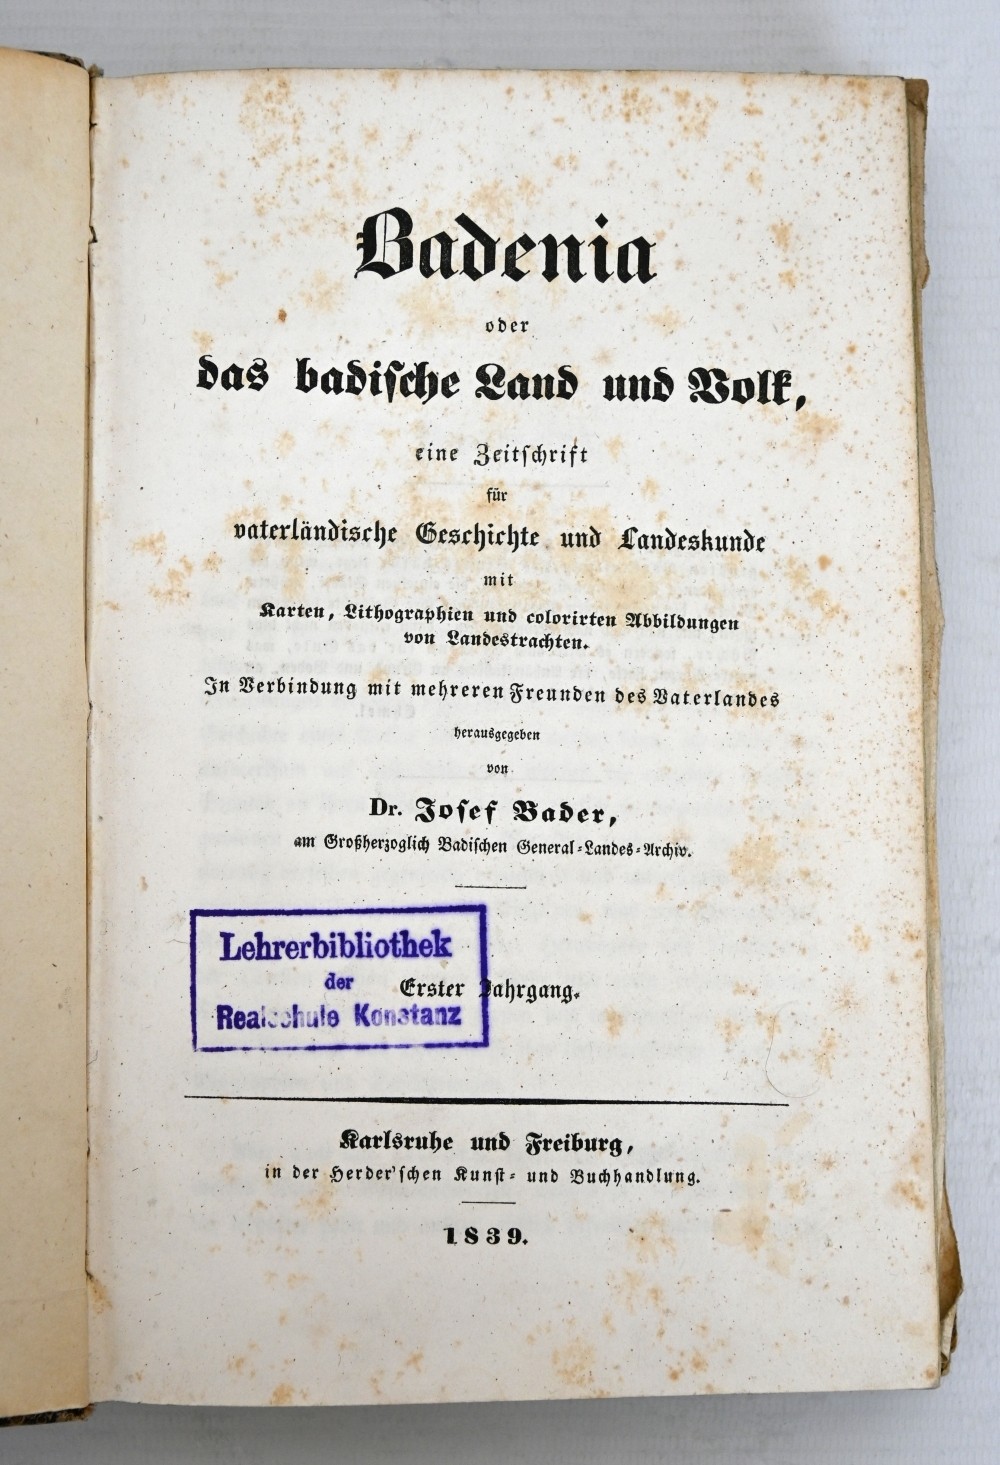 Badenia
oder
das badische Land und Volk,
eine Zeitschrift
für
vaterländische Geschichte und Landeskunde
mit
Karten, Lithographien und colorirten Abbildungen
von Landestrachten.
In Verbindung mit mehreren Freunden des Vaterlandes
herausgegeben
von
Dr. Josef Bader,
am Großherzoglich Badischen General-Landes-Archiv.
Lehrerbibliothek
der
Realschule Konstanz
Erster Jahrgang.
Karlsruhe und Freiburg,
in der Herder'schen Kunst- und Buchhandlung.
1839.